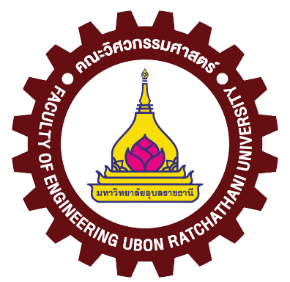 • คณะวิศวกรรมศาสตร์ •
มหาวิทยาลัยอุบลราชธานี
FACULTY OF ENGINEERING UBON RATCHATHANI UNIVERSITY